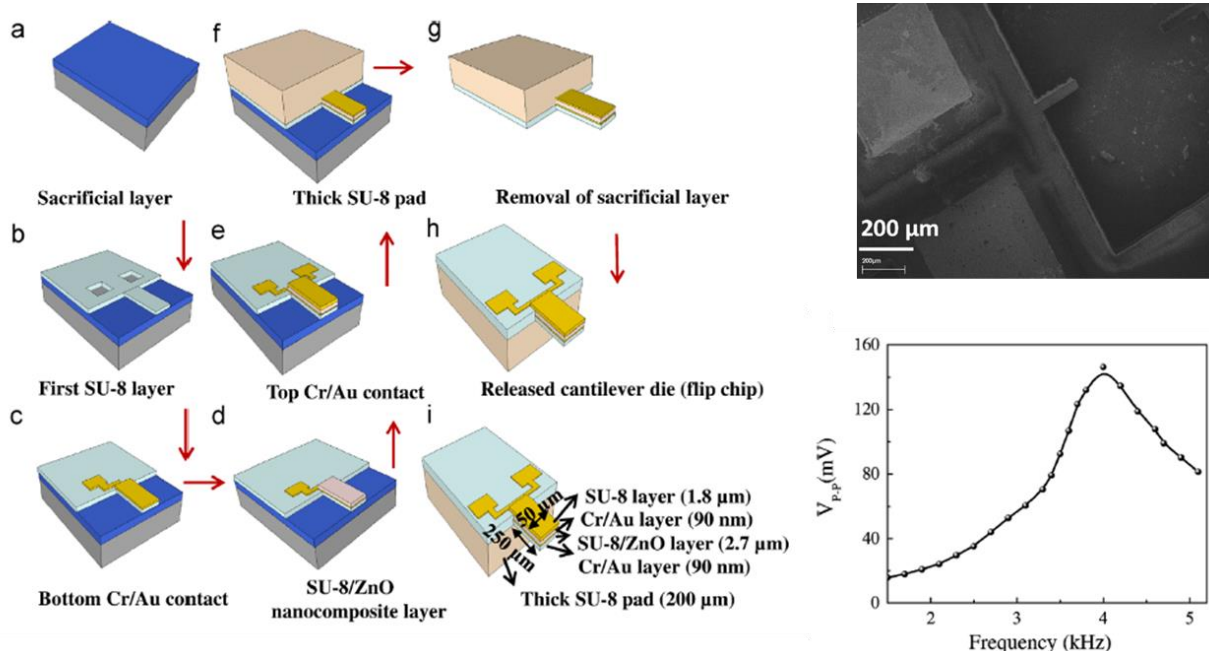 a
f
g
Sacrificial layer
Thick SU-8 pad
Removal of sacrificial layer
b
e
h
First SU-8 layer
Top Cr/Au contact
Released cantilever die (flip chip)
c
d
i
Bottom Cr/Au contact
SU-8/ZnO
nanocomposite layer
50 μm
250 μm
SU-8 layer (1.8 μm)
Cr/Au layer (90 nm)
SU-8/ZnO layer (2.7 μm)
Cr/Au layer (90 nm)
Thick SU-8 pad (200 μm)
200 μm
200μm
160
120
80
40
0
V_P-P(mV)
2 3 4 5
Frequency (kHz)